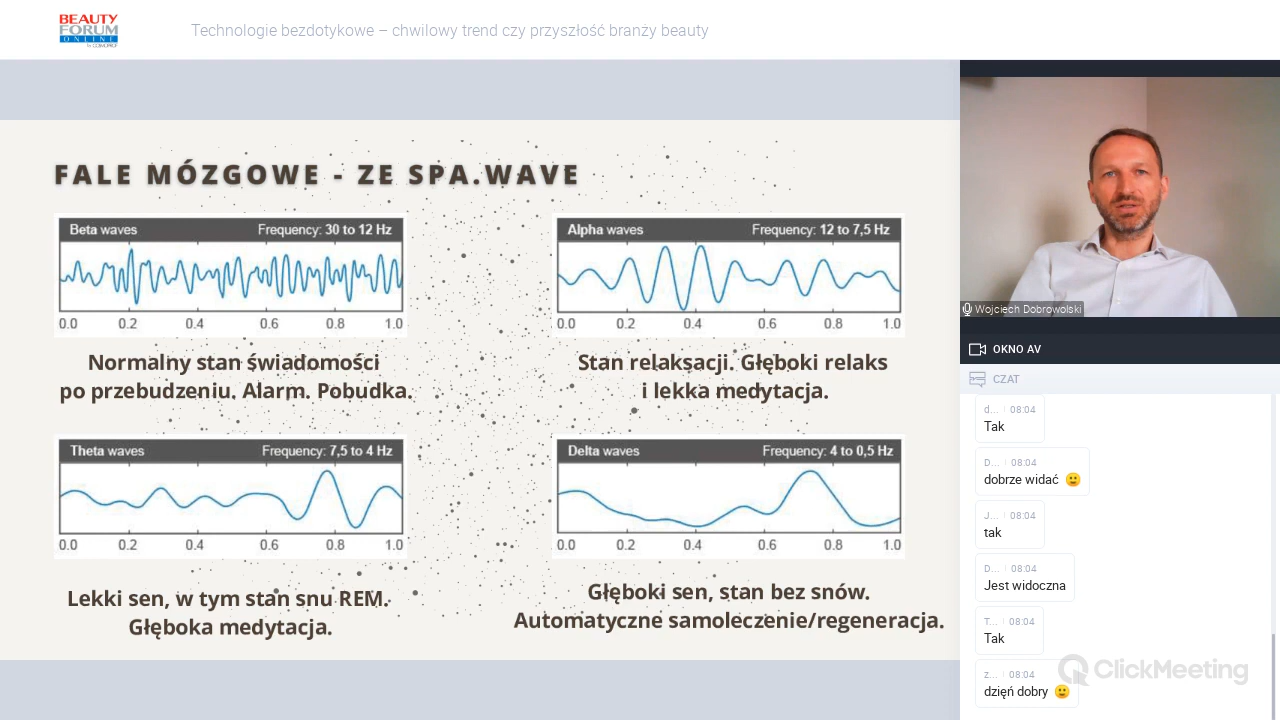 BEAUTY
FORUM
ONLINE
by COSMOPROF
Technologie bezdotykowe – chwilowy trend czy przyszłość branży beauty
FALE MÓZGOWE - ZE SPA.WAVE
Beta waves Frequency: 30 to 12 Hz
0.0 0.2 0.4 0.6 0.8 1.0
Normalny stan świadomości
po przebudzeniu. Alarm. Pobudka.
Alpha waves Frequency: 12 to 7,5 Hz
0.0 0.2 0.4 0.6 0.8 1.0
Stan relaksacji. Głęboki relaks
i lekka medytacja.
Theta waves Frequency: 7,5 to 4 Hz
0.0 0.2 0.4 0.6 0.8 1.0
Lekki sen, w tym stan snu REM.
Głęboka medytacja.
Delta waves Frequency: 4 to 0,5 Hz
0.0 0.2 0.4 0.6 0.8 1.0
Głęboki sen, stan bez snów.
Automatyczne samoleczenie/regeneracja.
Wojciech Dobrowolski
OKNO AV
CZAT
d... 08:04
Tak
D... 08:04
dobrze widać 🙂
J... 08:04
tak
D... 08:04
Jest widoczna
T... 08:04
Tak
z... 08:04
dzięń dobry 🙂
ClickMeeting